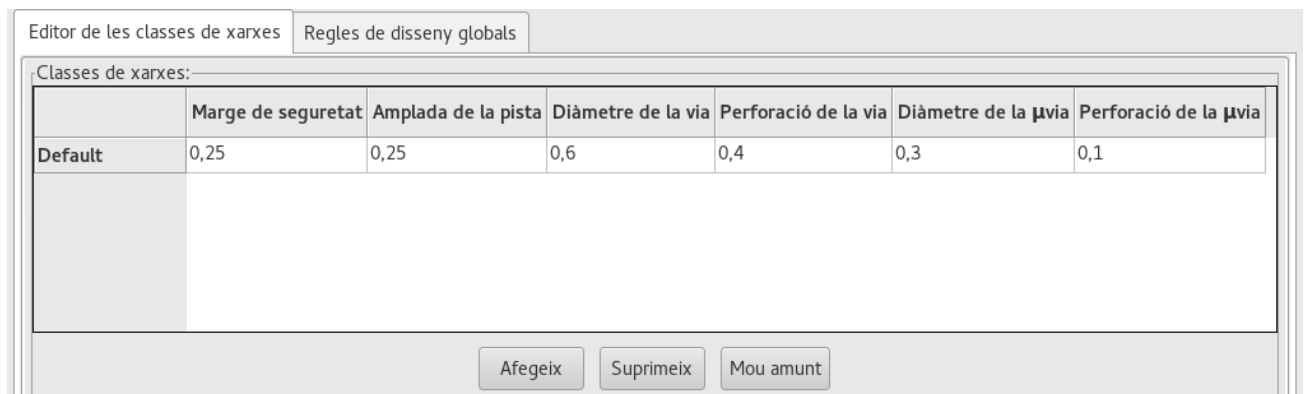 Editor de les classes de xarxes Regles de disseny globals
Classes de xarxes:
Marge de seguretat Amplada de la pista Diàmetre de la via Perforació de la via Diàmetre de la µvia Perforació de la µvia
Default 0,25 0,25 0,6 0,4 0,3 0,1
Afegeix Suprimeix Mou amunt